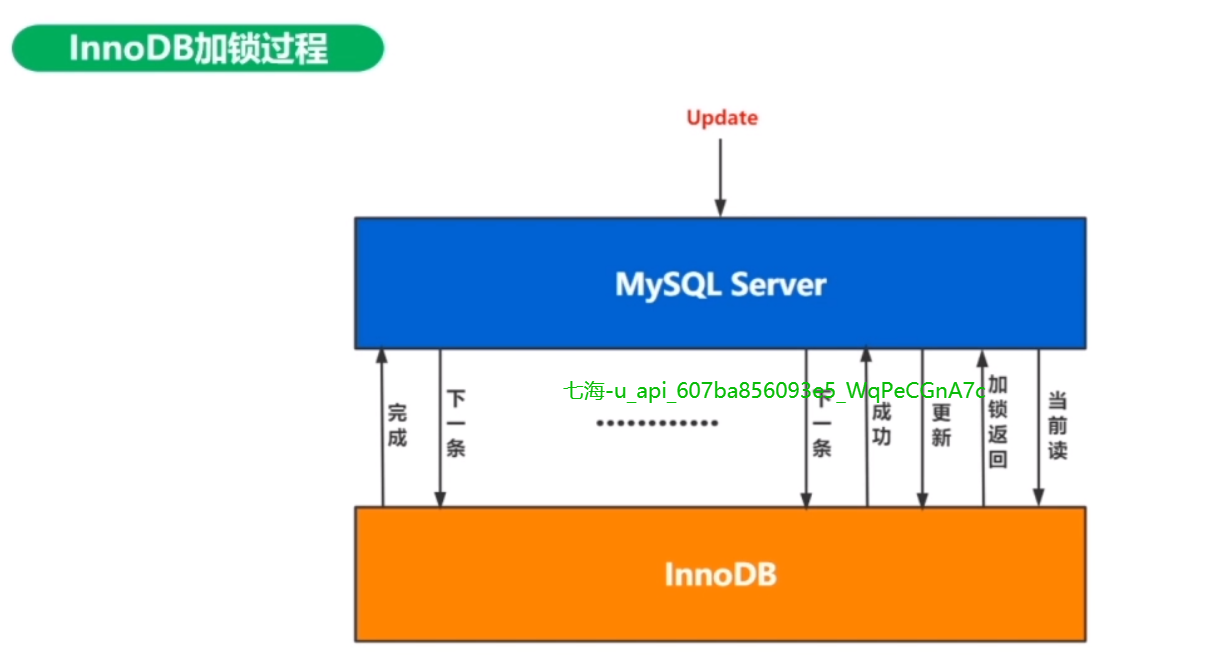 InnoDB加锁过程
Update
MySQL Server
七海-u_api_607ba856093e5_WqPeCGnA7c
完成
下一条
............
下一条
成功
更新
加锁返回
当前读
InnoDB